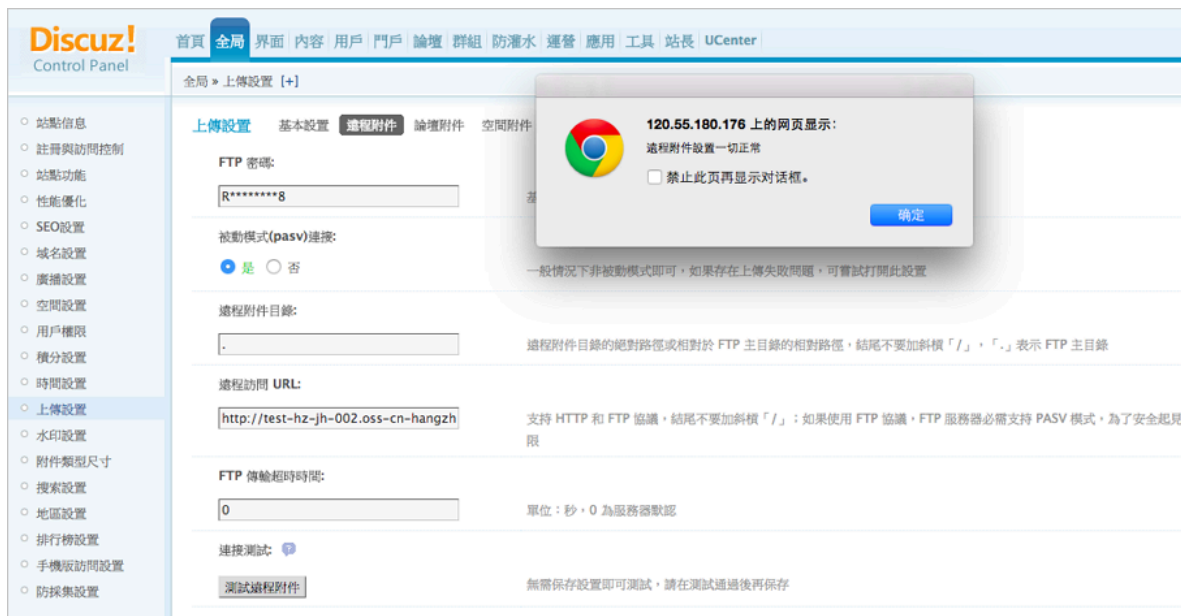 Discuz!
Control Panel
首頁 全局 界面 內容 用戶 門戶 論壇 群組 防灌水 運營 應用 工具 站長 UCenter
全局 » 上傳設置 [+]
站點信息
註冊與訪問控制
站點功能
性能優化
SEO設置
域名設置
廣播設置
空間設置
用戶權限
積分設置
時間設置
上傳設置
水印設置
附件類型尺寸
搜索設置
地區設置
排行榜設置
手機版訪問設置
防採集設置
上傳設置 基本設置 遠程附件 論壇附件 空間附件
FTP 密碼:
R********8
被動模式(pasv)連接:
是 否
一般情況下非被動模式即可，如果存在上傳失敗問題，可嘗試打開此設置
遠程附件目錄:
.
遠程附件目錄的絕對路徑或相對於 FTP 主目錄的相對路徑，結尾不要加斜槓「/」，「.」表示 FTP 主目錄
遠程訪問 URL:
http://test-hz-jh-002.oss-cn-hangzh
支持 HTTP 和 FTP 協議，結尾不要加斜槓「/」；如果使用 FTP 協議，FTP 服務器必需支持 PASV 模式，為了安全起見
限
FTP 傳輸超時時間:
0
單位：秒，0 為服務器默認
連接測試:
測試遠程附件
無需保存設置即可測試，請在測試通過後再保存
120.55.180.176 上的网页显示:
遠程附件設置一切正常
禁止此页再显示对话框。
确定